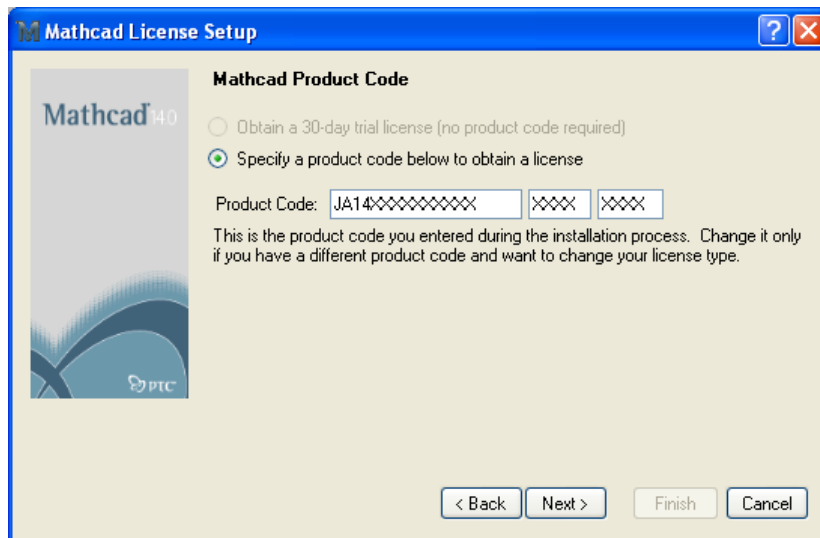 Mathcad License Setup
Mathcad 14.0
Mathcad Product Code
Obtain a 30-day trial license (no product code required)
Specify a product code below to obtain a license
Product Code: JA14XXXXXXXXXX XXXX XXXX
This is the product code you entered during the installation process. Change it only
if you have a different product code and want to change your license type.
PTC
< Back Next > Finish Cancel